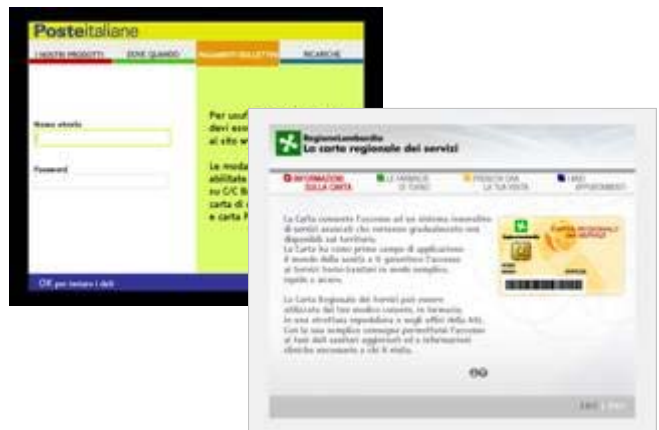 Posteitaliane
I NOSTRI PRODOTTI
DOVE QUANDO
PAGAMENTO BOLLETTINI
RICARICHE
Nome utente
Password
Per usuf
devi ess
al sito w
Le moda
abilitate
su C/C B
carta di
e carta P
OK per inviare i dati
RegioneLombardia
La carta regionale dei servizi
INFORMAZIONI
SULLA CARTA
LE FARMACIE
DI TURNO
PRENOTA ORA
LA TUA VISITA
I MIEI
APPUNTAMENTI
La Carta consente l'accesso ad un sistema innovativo
di servizi avanzati che verranno gradualmente resi
disponibili sul territorio.
La Carta ha come primo campo di applicazione
il mondo della sanità e ti garantisce l'accesso
ai Servizi Socio-Sanitari in modo semplice,
rapido e sicuro.
La Carta Regionale dei Servizi può essere
utilizzata dal tuo medico curante, in farmacia,
in una struttura ospedaliera o negli uffici della ASL.
Con la sua semplice consegna permetterai l'accesso
ai tuoi dati sanitari aggiornati ed a informazioni
cliniche necessarie a chi ti visita.
CARTA REGIONALE
DEI SERVIZI